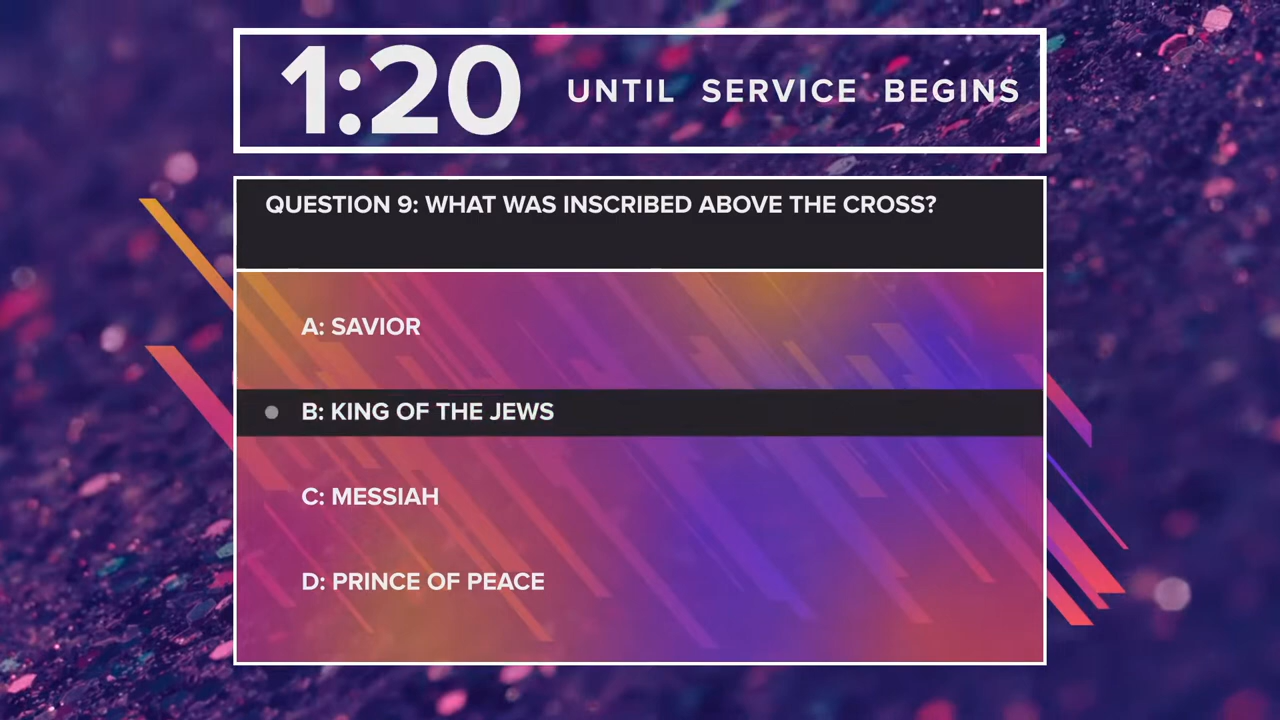 1:20 UNTIL SERVICE BEGINS
QUESTION 9: WHAT WAS INSCRIBED ABOVE THE CROSS?
A: SAVIOR
B: KING OF THE JEWS
C: MESSIAH
D: PRINCE OF PEACE